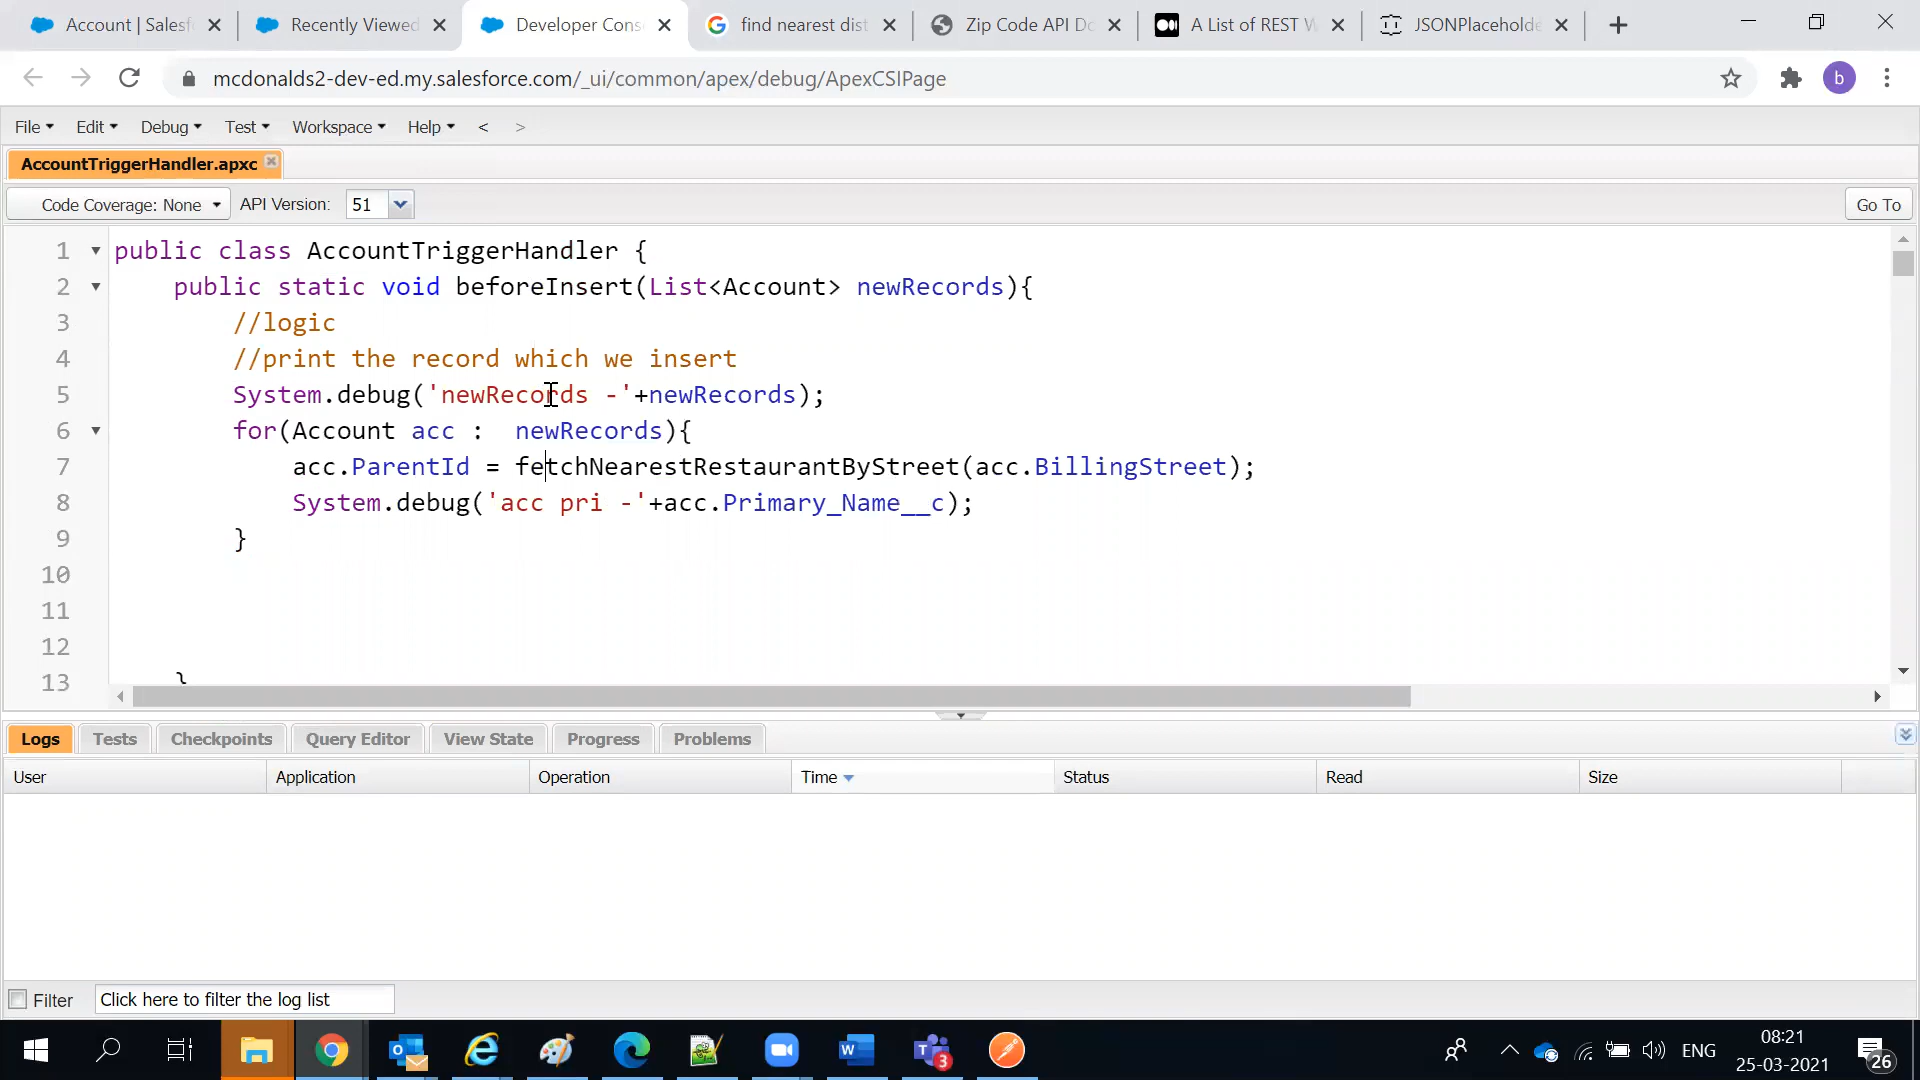 Account | Salesf
Recently Viewed
Developer Cons
find nearest dist
Zip Code API Do
A List of REST W
JSONPlaceholde
mcdonalds2-dev-ed.my.salesforce.com/_ui/common/apex/debug/ApexCSIPage
b
File Edit Debug Test Workspace Help < >
AccountTriggerHandler.apxc
Code Coverage: None API Version: 51 Go To
1 public class AccountTriggerHandler {
2 public static void beforeInsert(List<Account> newRecords){
3 //logic
4 //print the record which we insert
5 System.debug('newRecords -'+newRecords);
6 for(Account acc :  newRecords){
7 acc.ParentId = fetchNearestRestaurantByStreet(acc.BillingStreet);
8 System.debug('acc pri -'+acc.Primary_Name__c);
9 }
10
11
12
13 }
Logs Tests Checkpoints Query Editor View State Progress Problems
User Application Operation Time Status Read Size
Filter Click here to filter the log list
3
ENG
08:21
25-03-2021
26